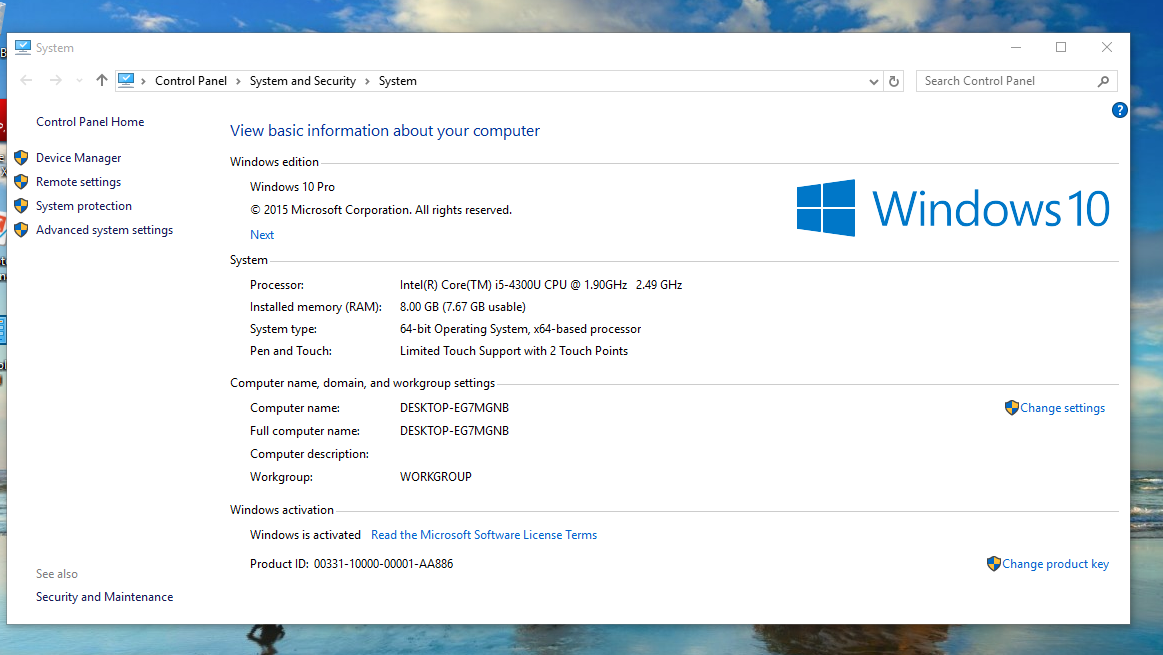 System
Control Panel > System and Security > System
Search Control Panel
?
Control Panel Home
Device Manager
Remote settings
System protection
Advanced system settings
View basic information about your computer
Windows edition
Windows 10 Pro
© 2015 Microsoft Corporation. All rights reserved.
Next
Windows 10
System
Processor: Intel(R) Core(TM) i5-4300U CPU @ 1.90GHz 2.49 GHz
Installed memory (RAM): 8.00 GB (7.67 GB usable)
System type: 64-bit Operating System, x64-based processor
Pen and Touch: Limited Touch Support with 2 Touch Points
Computer name, domain, and workgroup settings
Computer name: DESKTOP-EG7MGNB
Change settings
Full computer name: DESKTOP-EG7MGNB
Computer description:
Workgroup: WORKGROUP
Windows activation
Windows is activated Read the Microsoft Software License Terms
Product ID: 00331-10000-00001-AA886
Change product key
See also
Security and Maintenance